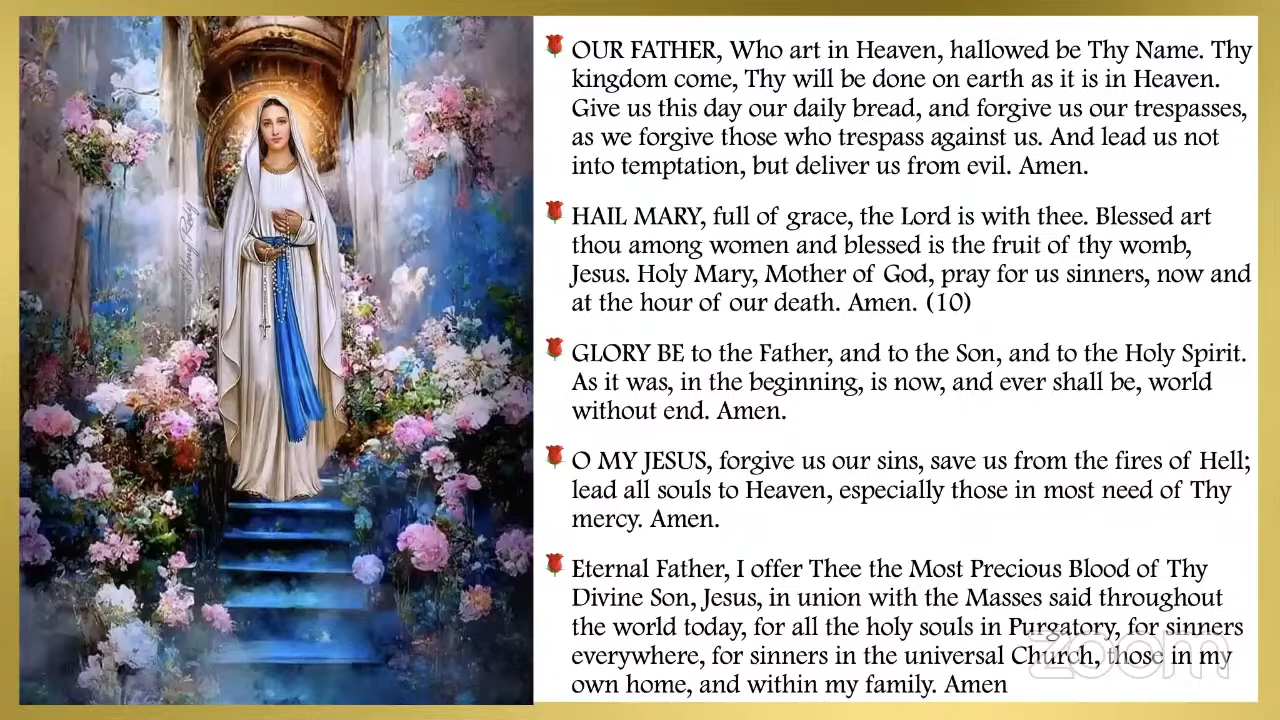 OUR FATHER, Who art in Heaven, hallowed be Thy Name. Thy
kingdom come, Thy will be done on earth as it is in Heaven.
Give us this day our daily bread, and forgive us our trespasses,
as we forgive those who trespass against us. And lead us not
into temptation, but deliver us from evil. Amen.
HAIL MARY, full of grace, the Lord is with thee. Blessed art
thou among women and blessed is the fruit of thy womb,
Jesus. Holy Mary, Mother of God, pray for us sinners, now and
at the hour of our death. Amen. (10)
GLORY BE to the Father, and to the Son, and to the Holy Spirit.
As it was, in the beginning, is now, and ever shall be, world
without end. Amen.
O MY JESUS, forgive us our sins, save us from the fires of Hell;
lead all souls to Heaven, especially those in most need of Thy
mercy. Amen.
Eternal Father, I offer Thee the Most Precious Blood of Thy
Divine Son, Jesus, in union with the Masses said throughout
the world today, for all the holy souls in Purgatory, for sinners
everywhere, for sinners in the universal Church, those in my
own home, and within my family. Amen
zoom